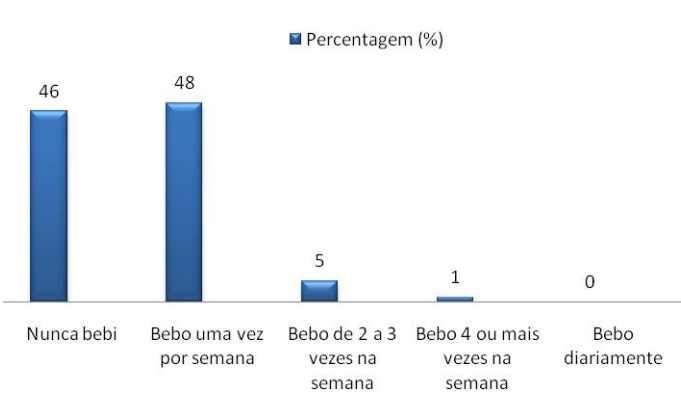 Percentagem (%)
46
48
5
1
0
Nunca bebi
Bebo uma vez
por semana
Bebo de 2 a 3
vezes na
semana
Bebo 4 ou mais
vezes na
semana
Bebo
diariamente